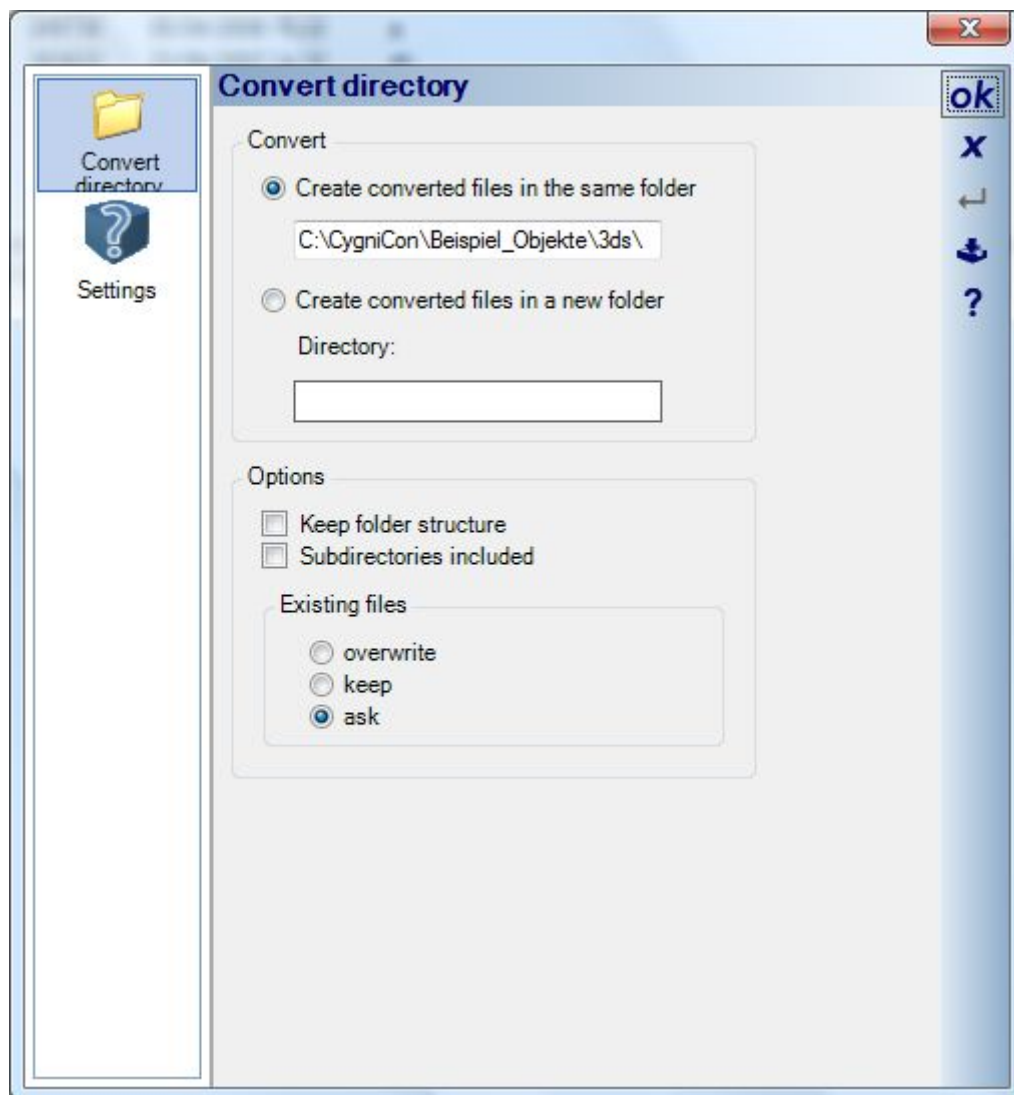 Convert directory
ok
Convert
directory
Settings
Convert
Create converted files in the same folder
C:\CygniCon\Beispiel_Objekte\3ds\
Create converted files in a new folder
Directory:
Options
Keep folder structure
Subdirectories included
Existing files
overwrite
keep
ask
x
?